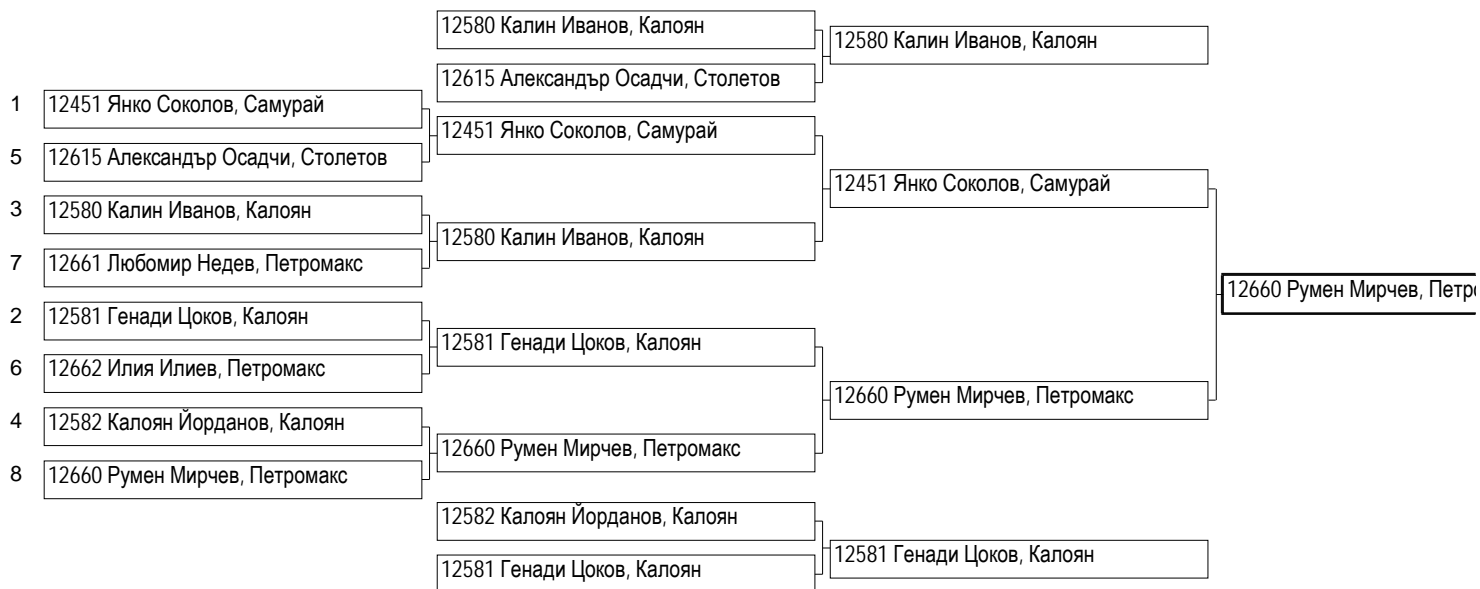 12580 Калин Иванов, Калоян
12615 Александър Осадчи, Столетов
12580 Калин Иванов, Калоян
1 12451 Янко Соколов, Самурай
5 12615 Александър Осадчи, Столетов
3 12580 Калин Иванов, Калоян
7 12661 Любомир Недев, Петромакс
2 12581 Генади Цоков, Калоян
6 12662 Илия Илиев, Петромакс
4 12582 Калоян Йорданов, Калоян
8 12660 Румен Мирчев, Петромакс
12451 Янко Соколов, Самурай
12580 Калин Иванов, Калоян
12581 Генади Цоков, Калоян
12660 Румен Мирчев, Петромакс
12451 Янко Соколов, Самурай
12660 Румен Мирчев, Петромакс
12660 Румен Мирчев,
12582 Калоян Йорданов, Калоян
12581 Генади Цоков, Калоян
12581 Генади Цоков, Калоян